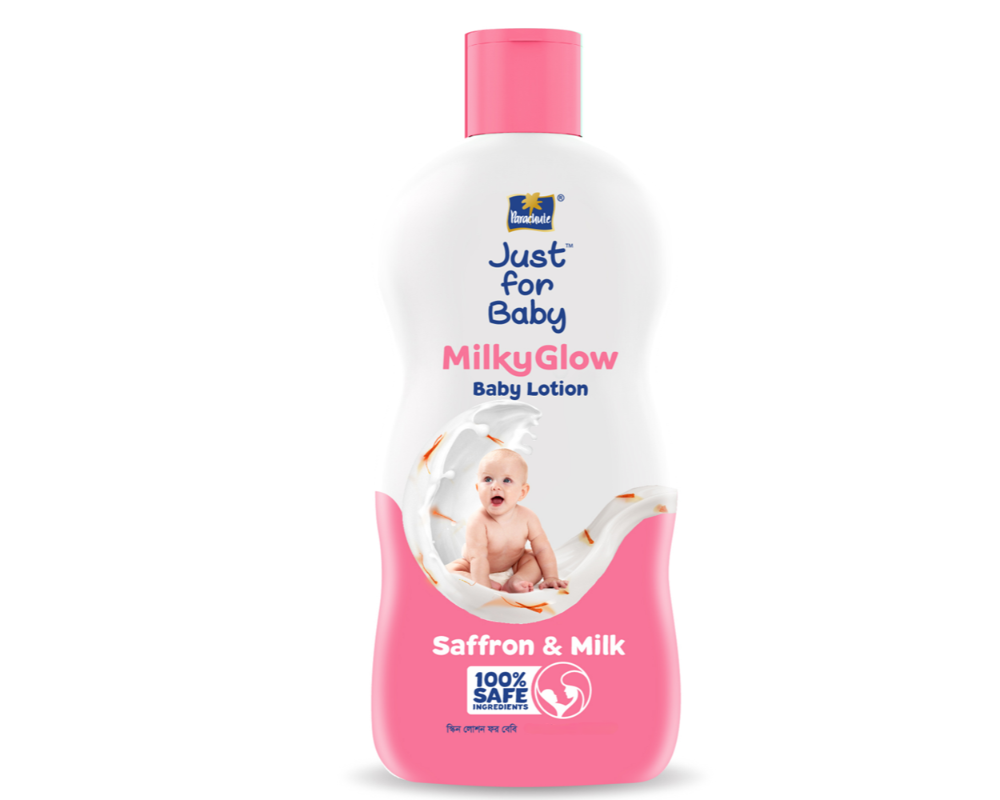 Parachute®
Just™
for
Baby
MilkyGlow
Baby Lotion
Saffron & Milk
100%
SAFE
INGREDIENTS
স্কিন লোশন ফর বেবি